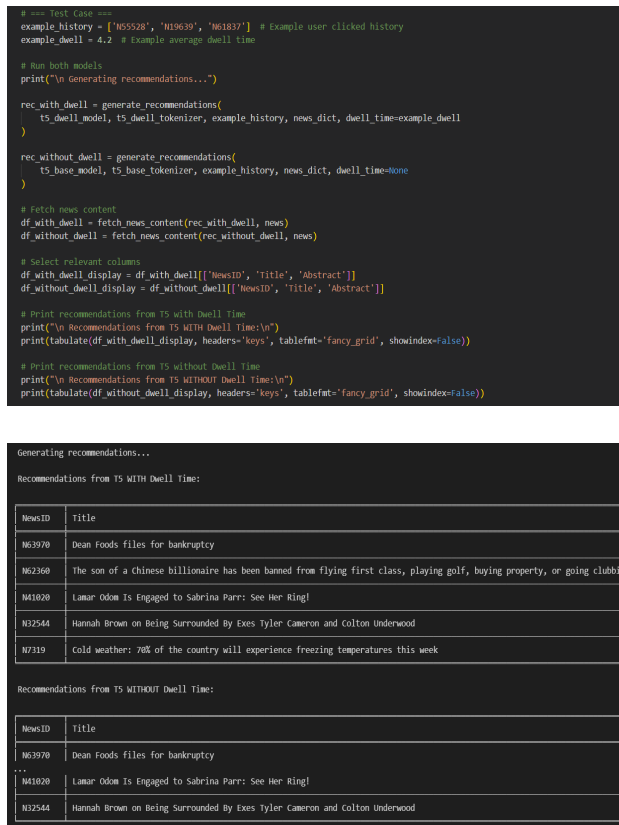 # === Test Case ===
example_history = ['N55528', 'N19639', 'N61837']  # Example user clicked history
example_dwell = 4.2  # Example average dwell time
# Run both models
print("\n Generating recommendations...")
rec_with_dwell = generate_recommendations(
    t5_dwell_model, t5_dwell_tokenizer, example_history, news_dict, dwell_time=example_dwell
)
rec_without_dwell = generate_recommendations(
    t5_base_model, t5_base_tokenizer, example_history, news_dict, dwell_time=None
)
# Fetch news content
df_with_dwell = fetch_news_content(rec_with_dwell, news)
df_without_dwell = fetch_news_content(rec_without_dwell, news)
# Select relevant columns
df_with_dwell_display = df_with_dwell[['NewsID', 'Title', 'Abstract']]
df_without_dwell_display = df_without_dwell[['NewsID', 'Title', 'Abstract']]
# Print recommendations from T5 with Dwell Time
print("\n Recommendations from T5 WITH Dwell Time:\n")
print(tabulate(df_with_dwell_display, headers='keys', tablefmt='fancy_grid', showindex=False))
# Print recommendations from T5 without Dwell Time
print("\n Recommendations from T5 WITHOUT Dwell Time:\n")
print(tabulate(df_without_dwell_display, headers='keys', tablefmt='fancy_grid', showindex=False))
Generating recommendations...
Recommendations from T5 WITH Dwell Time:
NewsID Title
N63970 Dean Foods files for bankruptcy
N62360 The son of a Chinese billionaire has been banned from flying first class, playing golf, buying property, or going clubbi
N41020 Lamar Odom Is Engaged to Sabrina Parr: See Her Ring!
N32544 Hannah Brown on Being Surrounded By Exes Tyler Cameron and Colton Underwood
N7319 Cold weather: 70% of the country will experience freezing temperatures this week
Recommendations from T5 WITHOUT Dwell Time:
NewsID Title
N63970 Dean Foods files for bankruptcy
...
N41020 Lamar Odom Is Engaged to Sabrina Parr: See Her Ring!
N32544 Hannah Brown on Being Surrounded By Exes Tyler Cameron and Colton Underwood